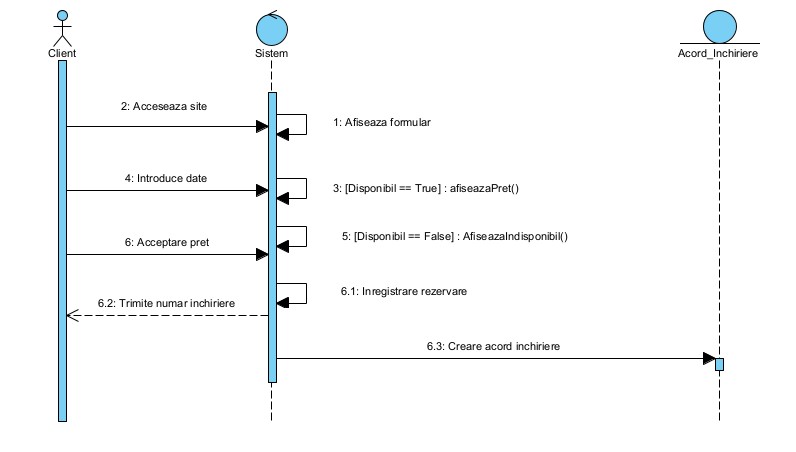 Client
Sistem
Acord_Inchiriere
2: Acceseaza site
1: Afiseaza formular
4: Introduce date
3: [Disponibil == True] : afiseazaPret()
5: [Disponibil == False] : AfiseazaIndisponibil()
6: Acceptare pret
6.1: Inregistrare rezervare
6.2: Trimite numar inchiriere
6.3: Creare acord inchiriere